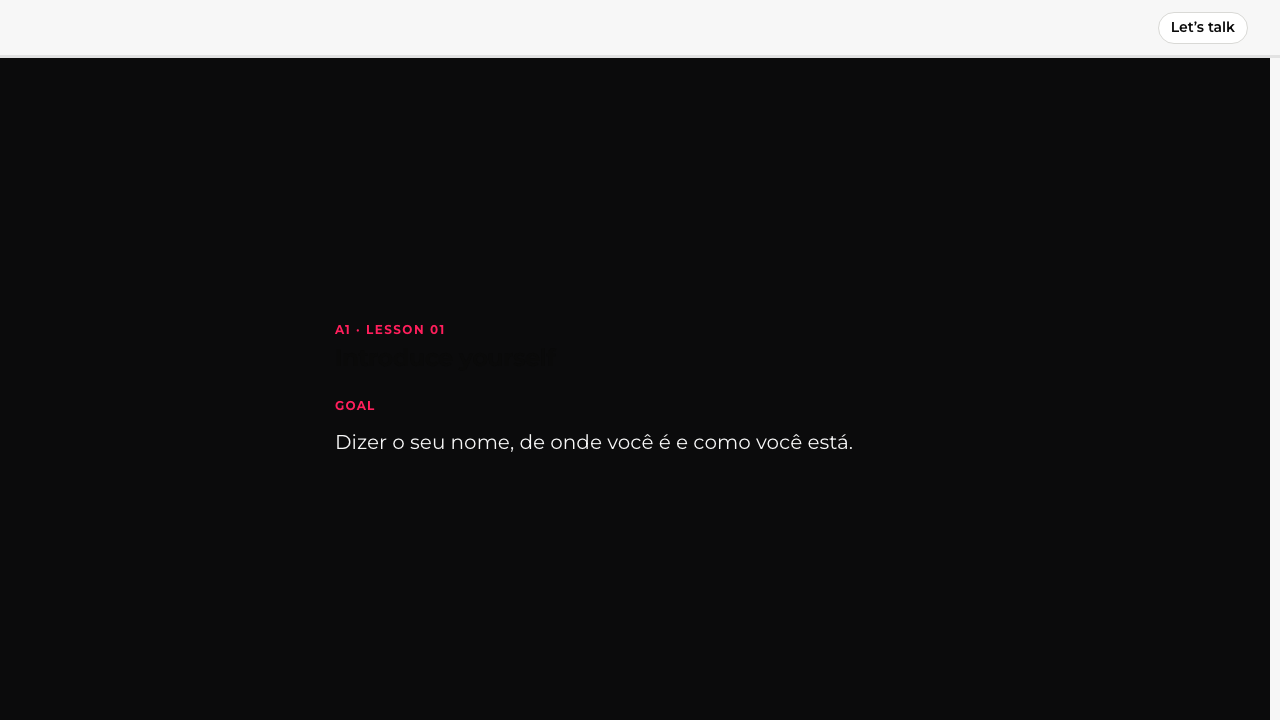 Let's talk
A1 · LESSON 01
GOAL
Dizer o seu nome, de onde você é e como você está.